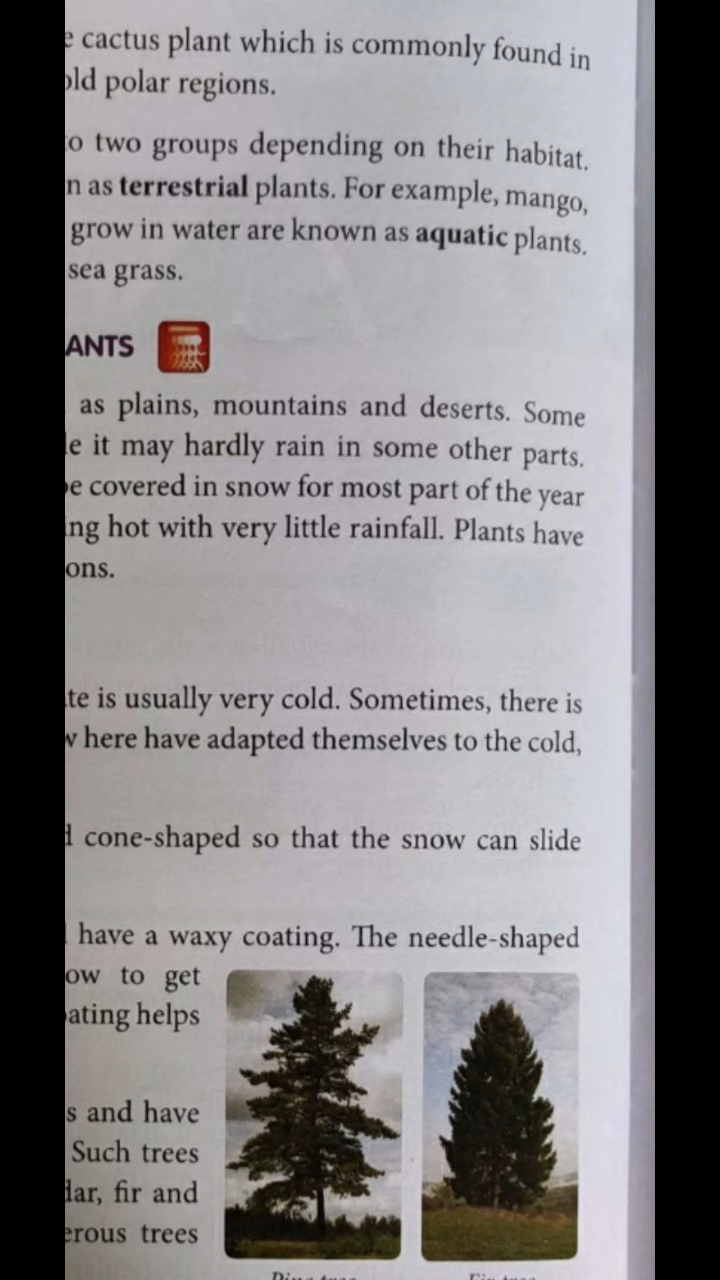 cactus plant which is commonly found in
polar regions.
two groups depending on their habitat.
as terrestrial plants. For example, mango,
grow in water are known as aquatic plants.
sea grass.
ANTS
as plains, mountains and deserts. Some
it may hardly rain in some other parts.
covered in snow for most part of the year
ing hot with very little rainfall. Plants have
ons.
is usually very cold. Sometimes, there is
here have adapted themselves to the cold,
cone-shaped so that the snow can slide
have a waxy coating. The needle-shaped
ow to get
ating helps
s and have
Such trees
fir and
erous trees